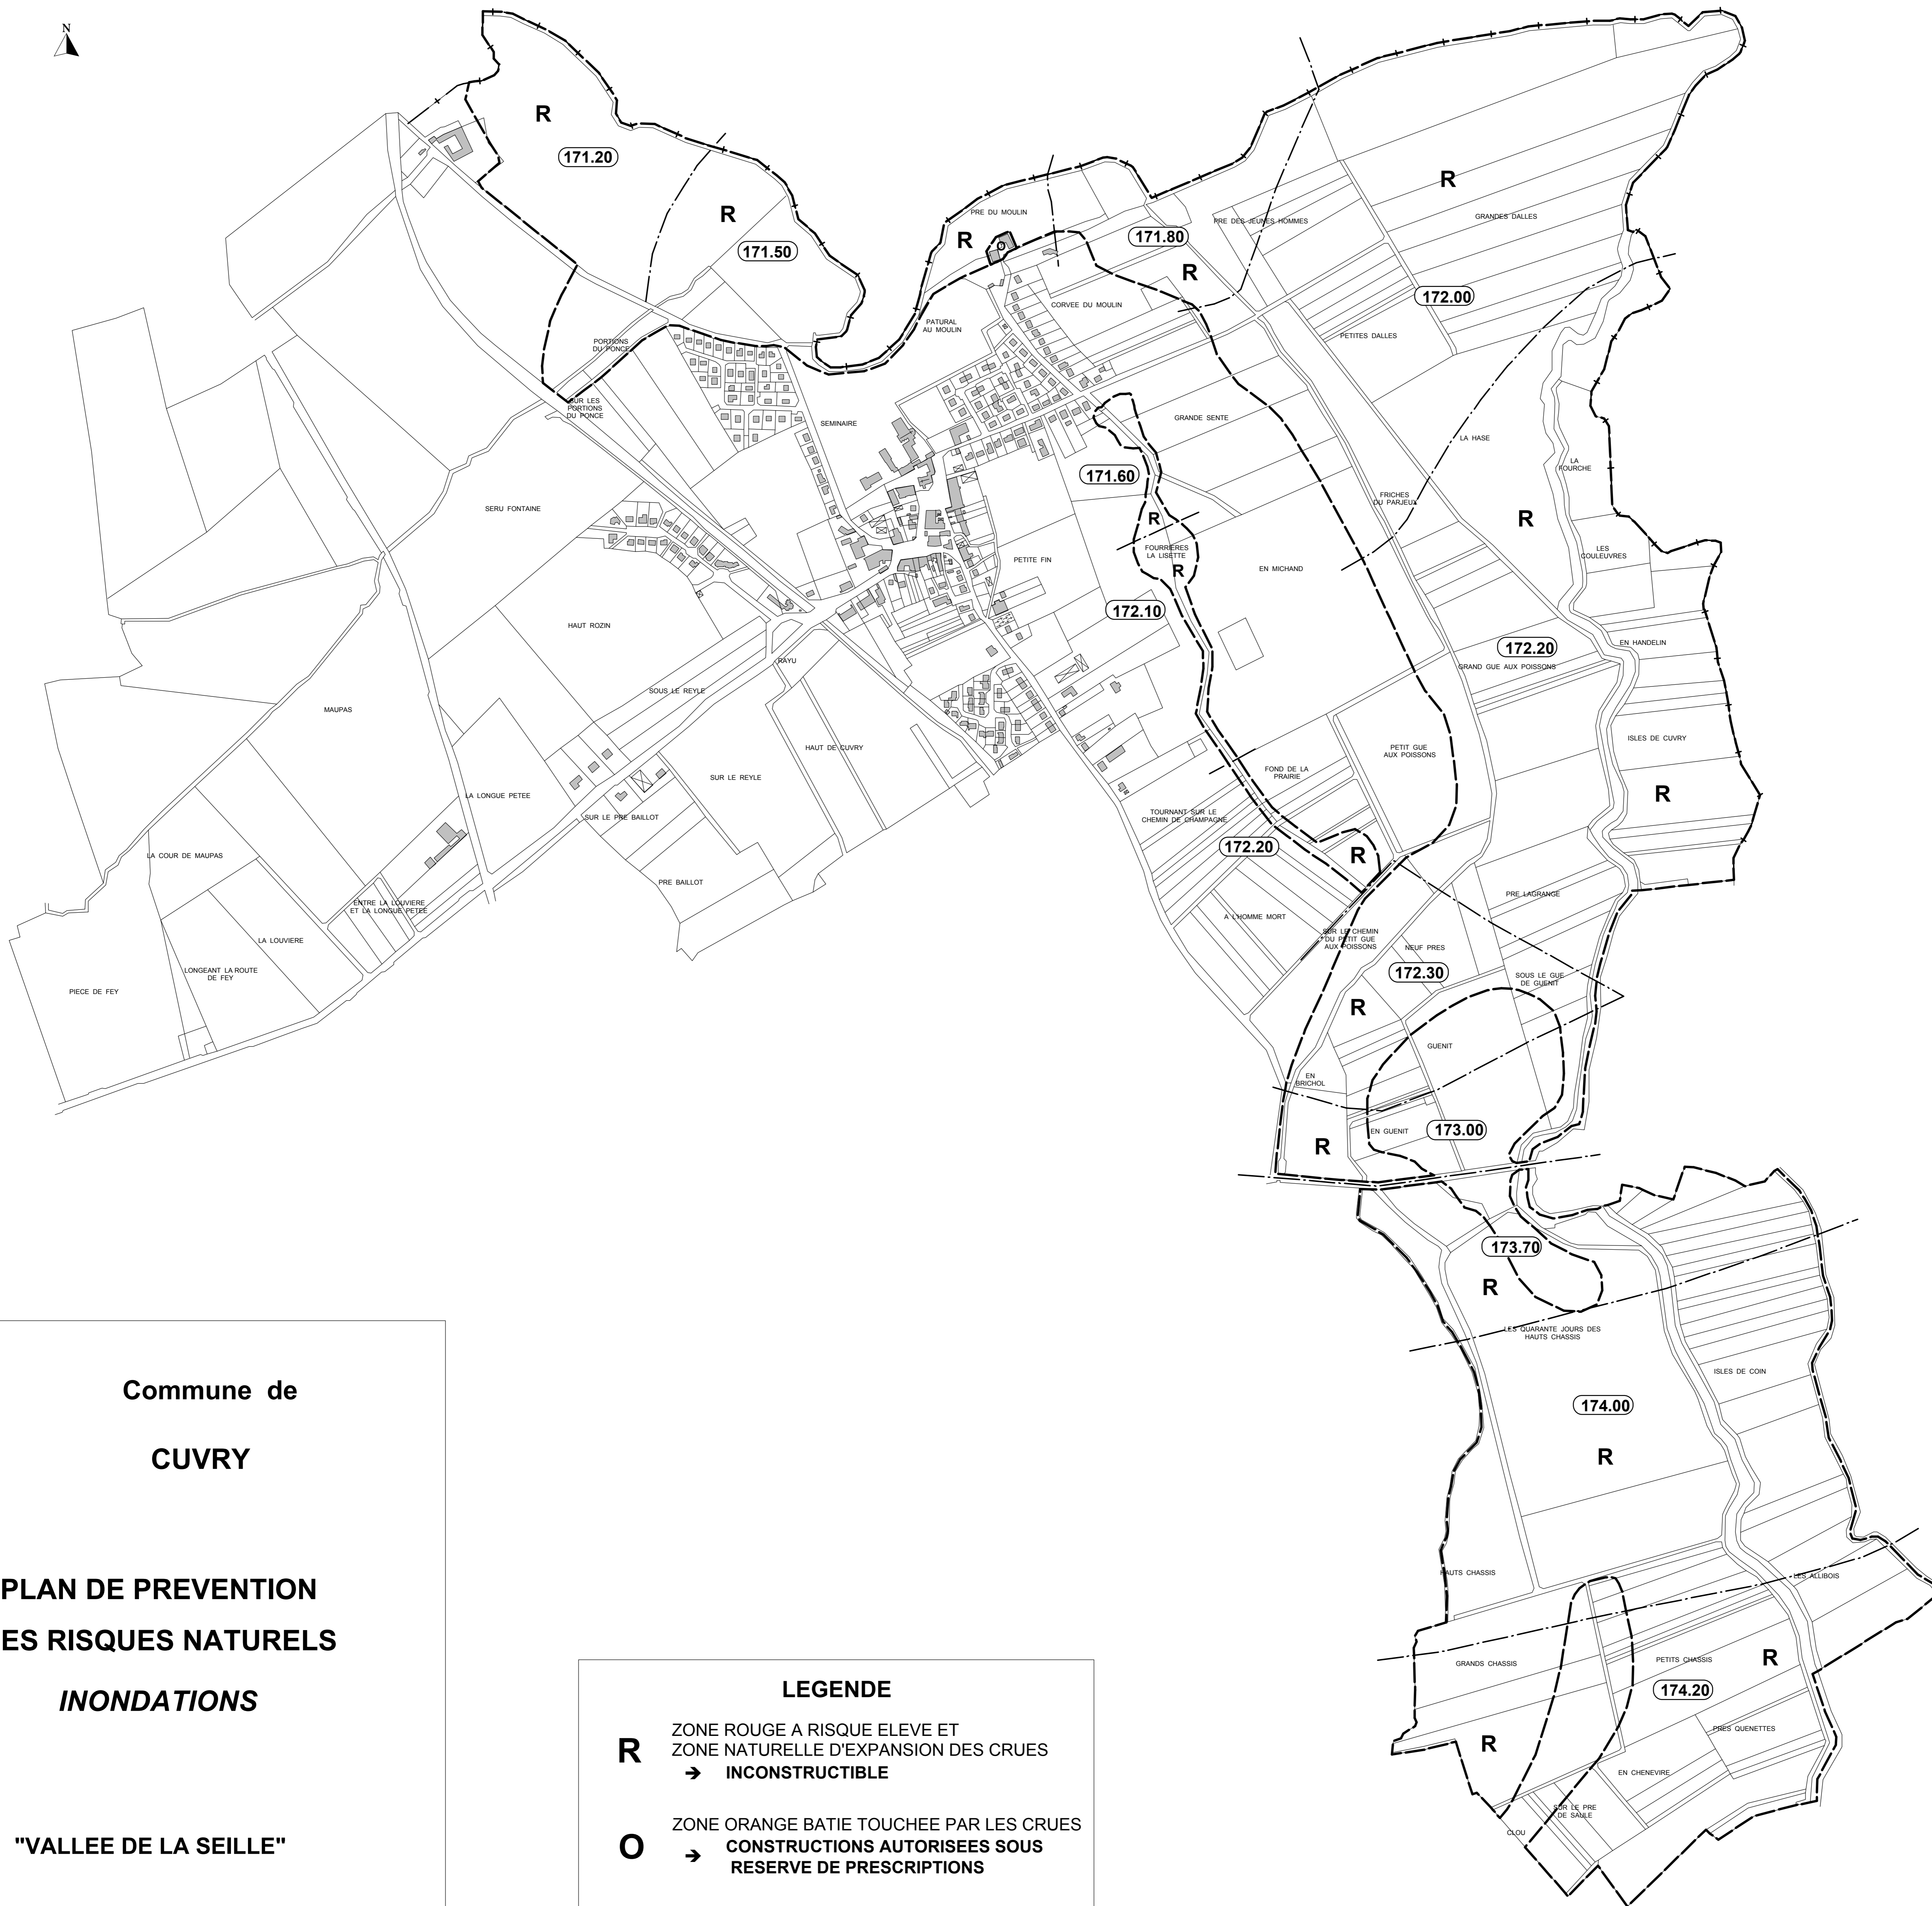 N
R
171.20
R
171.50
PRE DU MOULIN
R
O
171.80
PRE DES JEUNES HOMMES
R
R
GRANDES DALLES
172.00
CORVEE DU MOULIN
PATURAL
AU MOULIN
PETITES DALLES
PORTIONS
DU PONCE
SUR LES
PORTIONS
DU PONCE
SEMINAIRE
GRANDE SENTE
LA HASE
LA
FOURCHE
171.60
FRICHES
DU PARJEUX
SERU FONTAINE
R
R
FOURRIERES
LA LISETTE
R
LES
COULEUVRES
PETITE FIN
EN MICHAND
172.10
HAUT ROZIN
EN HANDELIN
172.20
GRAND GUE AUX POISSONS
RAYU
SOUS LE REYLE
MAUPAS
ISLES DE CUVRY
HAUT DE CUVRY
PETIT GUE
AUX POISSONS
SUR LE REYLE
FOND DE LA
PRAIRIE
R
LA LONGUE PETEE
SUR LE PRE BAILLOT
TOURNANT SUR LE
CHEMIN DE CHAMPAGNE
172.20
R
LA COUR DE MAUPAS
PRE BAILLOT
PRE LAGRANGE
ENTRE LA LOUVIERE
ET LA LONGUE PETEE
A L'HOMME MORT
SUR LE CHEMIN
DU PETIT GUE
AUX POISSONS
NEUF PRES
LA LOUVIERE
172.30
LONGEANT LA ROUTE
DE FEY
SOUS LE GUE
DE GUENIT
PIECE DE FEY
R
GUENIT
EN
BRICHOL
EN GUENIT
173.00
R
173.70
R
LES QUARANTE JOURS DES
HAUTS CHASSIS
ISLES DE COIN
174.00
R
HAUTS CHASSIS
LES ALLIBOIS
GRANDS CHASSIS
PETITS CHASSIS
R
174.20
PRES QUENETTES
R
EN CHENEVIRE
SUR LE PRE
DE SAULE
CLOU
Commune de
CUVRY
PLAN DE PREVENTION
ES RISQUES NATURELS
INONDATIONS
"VALLEE DE LA SEILLE"
LEGENDE
R
ZONE ROUGE A RISQUE ELEVE ET
ZONE NATURELLE D'EXPANSION DES CRUES
➔ INCONSTRUCTIBLE
O
ZONE ORANGE BATIE TOUCHEE PAR LES CRUES
➔ CONSTRUCTIONS AUTORISEES SOUS
RESERVE DE PRESCRIPTIONS